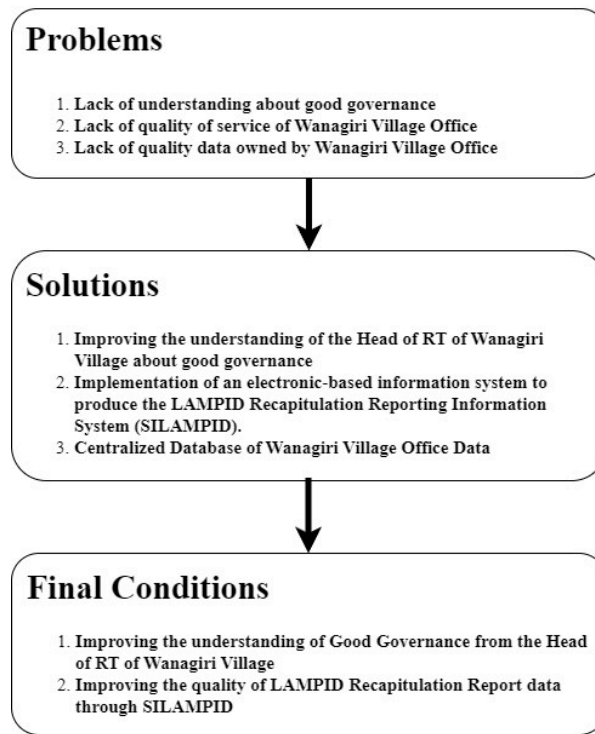 Problems
1. Lack of understanding about good governance
2. Lack of quality of service of Wanagiri Village Office
3. Lack of quality data owned by Wanagiri Village Office
Solutions
1. Improving the understanding of the Head of RT of Wanagiri
Village about good governance
2. Implementation of an electronic-based information system to
produce the LAMPID Recapitulation Reporting Information
System (SILAMPID).
3. Centralized Database of Wanagiri Village Office Data
Final Conditions
1. Improving the understanding of Good Governance from the Head
of RT of Wanagiri Village
2. Improving the quality of LAMPID Recapitulation Report data
through SILAMPID